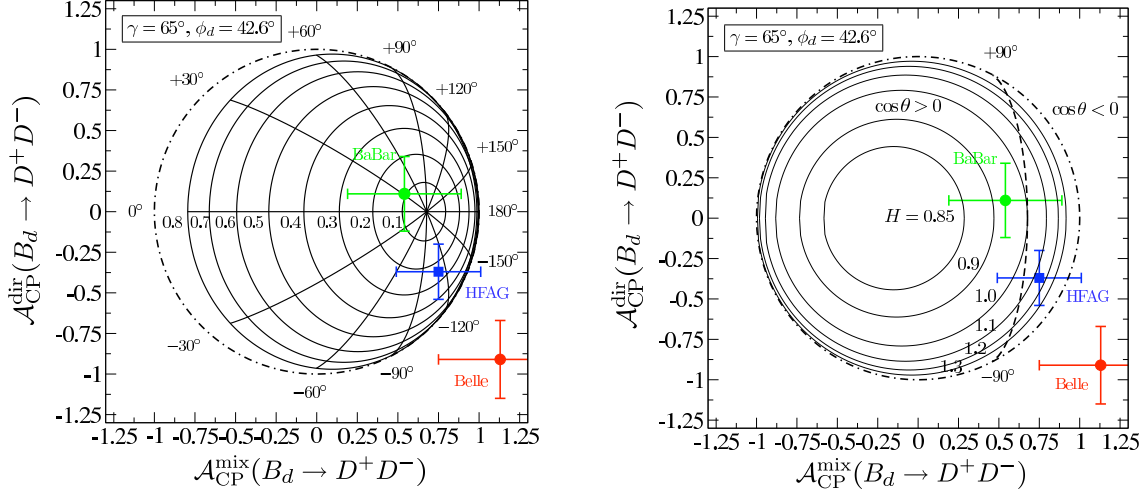 γ = 65°, ϕ_d = 42.6°
1.25
1
0.75
0.5
0.25
0
-0.25
-0.5
-0.75
-1
-1.25
𝒜_CP^dir(B_d → D⁺D⁻)
+60°
+90°
+30°
+120°
+150°
BaBar
0°
0.8 0.7 0.6 0.5 0.4 0.3 0.2 0.1
180°
−150°
HFAG
−120°
−30°
−90°
−60°
Belle
-1.25 -1 -0.75 -0.5 -0.25 0 0.25 0.5 0.75 1 1.25
𝒜_CP^mix(B_d → D⁺D⁻)
γ = 65°, ϕ_d = 42.6°
1.25
1
0.75
0.5
0.25
0
-0.25
-0.5
-0.75
-1
-1.25
𝒜_CP^dir(B_d → D⁺D⁻)
+90°
cos θ > 0
cos θ < 0
BaBar
H = 0.85
0.9
HFAG
1.0
1.1
1.2
1.3
−90°
Belle
-1.25 -1 -0.75 -0.5 -0.25 0 0.25 0.5 0.75 1 1.25
𝒜_CP^mix(B_d → D⁺D⁻)